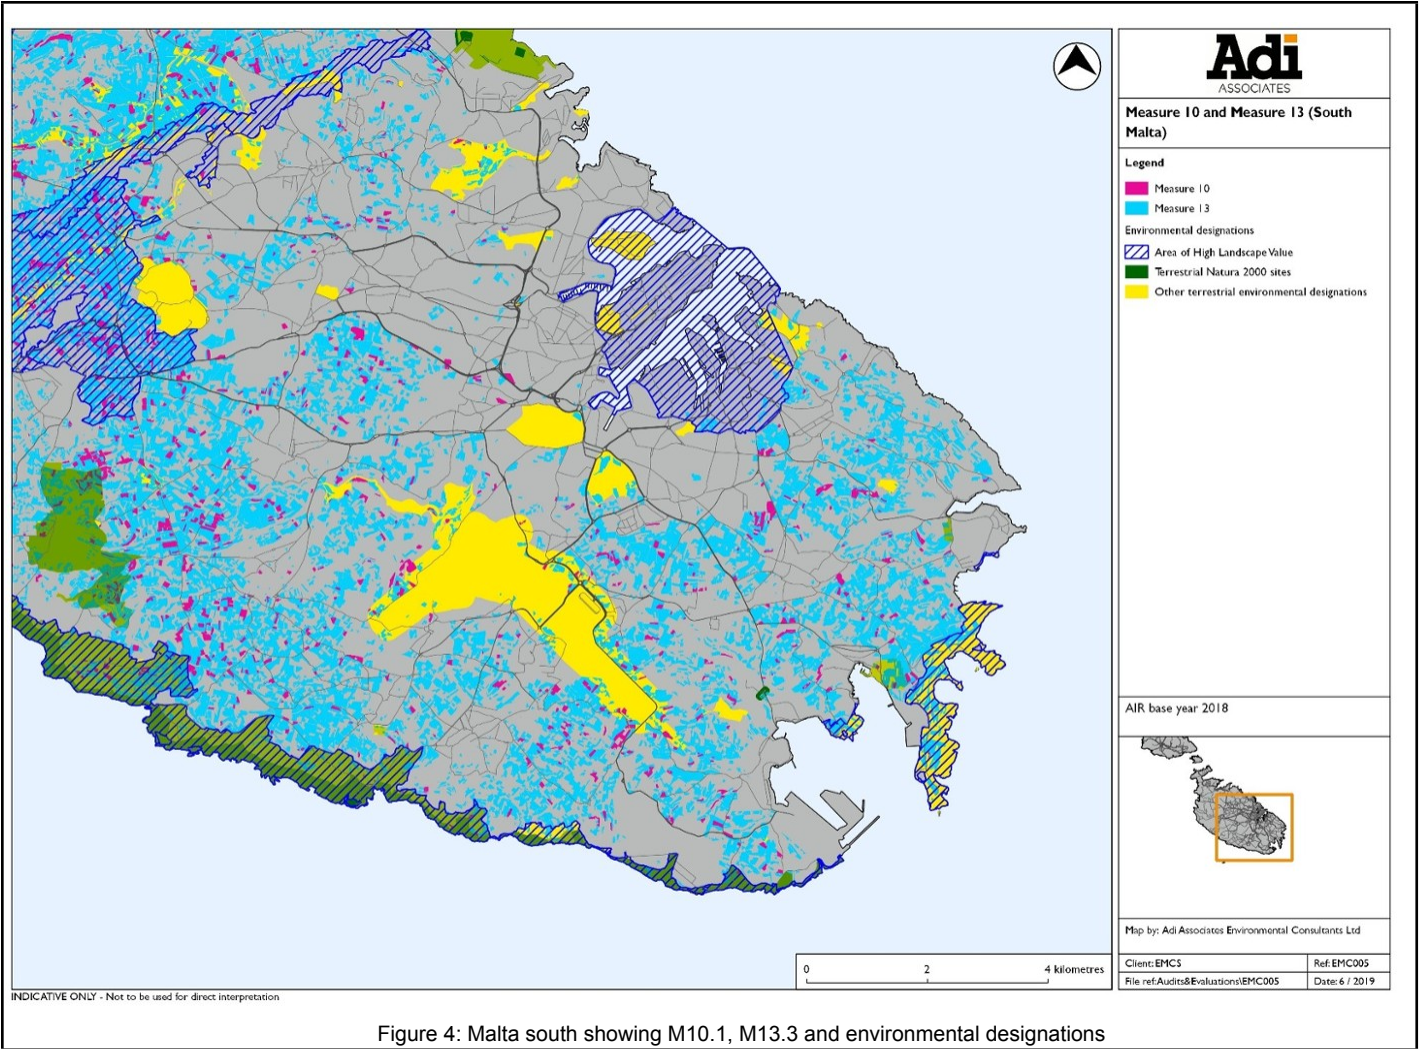 Adi
ASSOCIATES
Measure 10 and Measure 13 (South
Malta)
Legend
Measure 10
Measure 13
Environmental designations
Area of High Landscape Value
Terrestrial Natura 2000 sites
Other terrestrial environmental designations
AIR base year 2018
Map by: Adi Associates Environmental Consultants Ltd
Client: EMCS
Ref: EMC005
File ref:Audits&Evaluations\EMC005
Date: 6 / 2019
0 2 4 kilometres
INDICATIVE ONLY - Not to be used for direct interpretation
Figure 4: Malta south showing M10.1, M13.3 and environmental designations